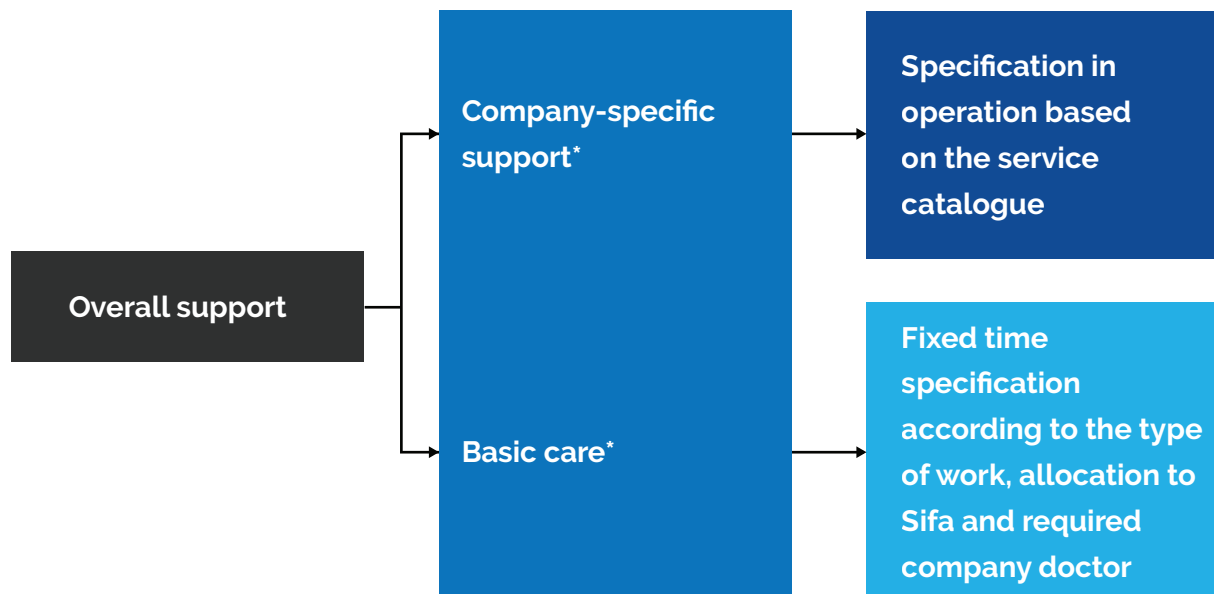 Overall support
Company-specific
support*
Basic care*
Specification in
operation based
on the service
catalogue
Fixed time
specification
according to the type
of work, allocation to
Sifa and required
company doctor